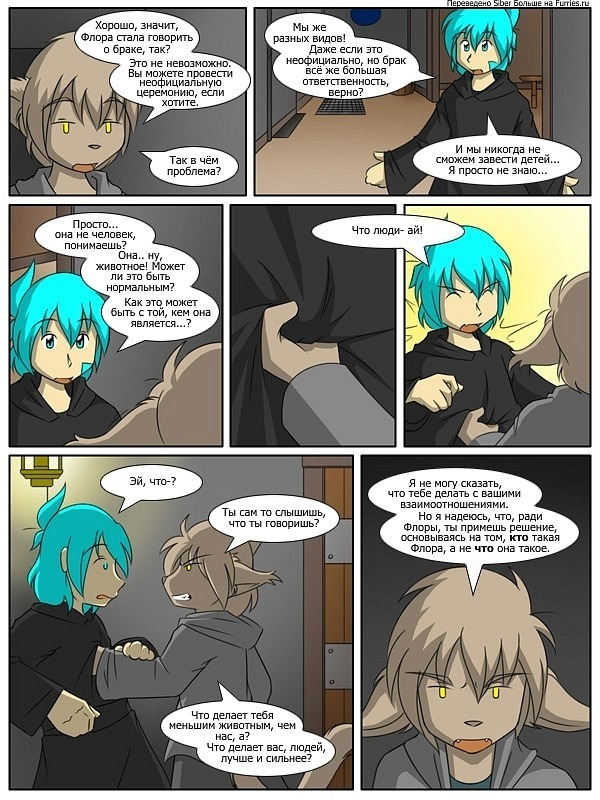 Переведено Siber Больше на Furries.ru
Хорошо, значит,
Флора стала говорить
о браке, так?
Это не невозможно.
Вы можете провести
неофициальную
церемонию, если
хотите.
Так в чём
проблема?
Мы же
разных видов!
Даже если это
неофициально, но брак
всё же большая
ответственность,
верно?
И мы никогда не
сможем завести детей...
Я просто не знаю...
Просто...
она не человек,
понимаешь?
Она.. ну,
животное! Может
ли это быть
нормальным?
Как это может
быть с той, кем она
является...?
Что люди- ай!
Эй, что-?
Ты сам то слышишь,
что ты говоришь?
Что делает тебя
меньшим животным, чем
нас, а?
Что делает вас, людей,
лучше и сильнее?
Я не могу сказать,
что тебе делать с вашими
взаимоотношениями.
Но я надеюсь, что, ради
Флоры, ты примешь решение,
основываясь на том, кто такая
Флора, а не что она такое.